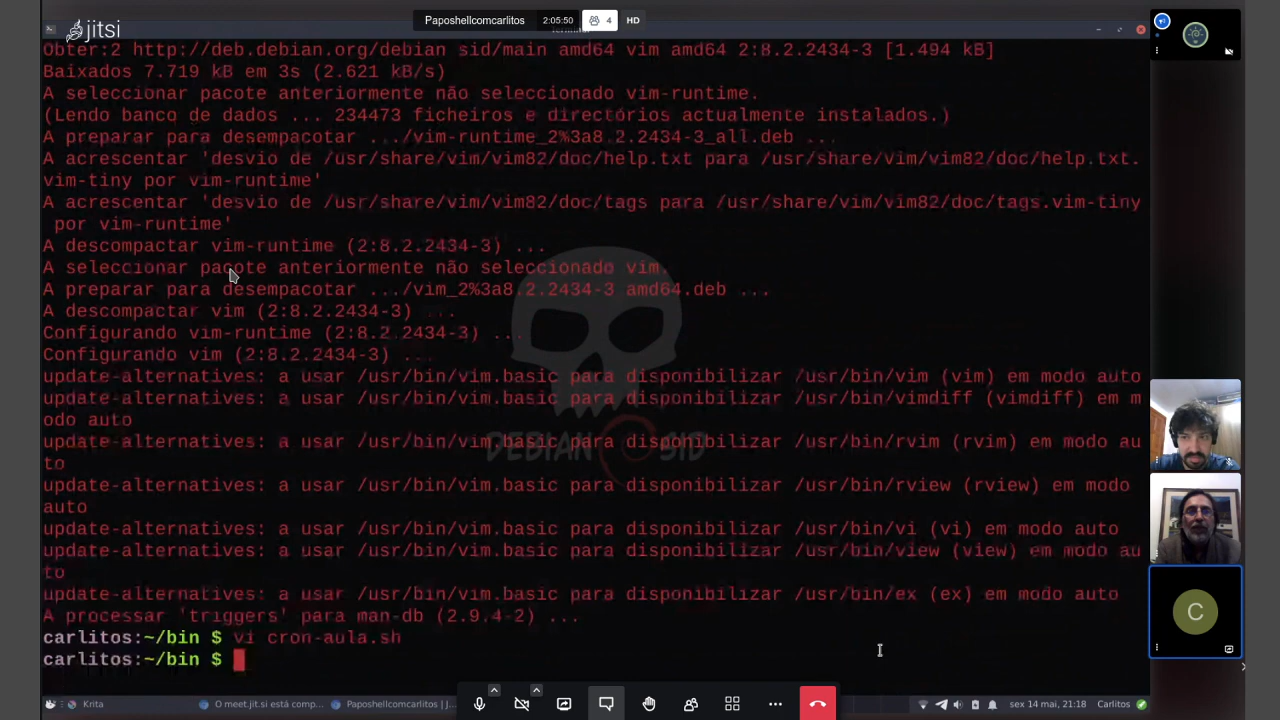 jitsi
Paposhellcomcarlitos 2:05:50 4 HD
Obter:2 http://deb.debian.org/debian sid/main amd64 vim amd64 2:8.2.2434-3 [1.494 kB]
Baixados 7.719 kB em 3s (2.621 kB/s)
A seleccionar pacote anteriormente não seleccionado vim-runtime.
(Lendo banco de dados ... 234473 ficheiros e directórios actualmente instalados.)
A preparar para desempacotar .../vim-runtime_2%3a8.2.2434-3_all.deb ...
A acrescentar 'desvio de /usr/share/vim/vim82/doc/help.txt para /usr/share/vim/vim82/doc/help.txt.
vim-tiny por vim-runtime'
A acrescentar 'desvio de /usr/share/vim/vim82/doc/tags para /usr/share/vim/vim82/doc/tags.vim-tiny
por vim-runtime'
A descompactar vim-runtime (2:8.2.2434-3) ...
A seleccionar pacote anteriormente não seleccionado vim.
A preparar para desempacotar .../vim_2%3a8.2.2434-3_amd64.deb ...
A descompactar vim (2:8.2.2434-3) ...
Configurando vim-runtime (2:8.2.2434-3) ...
Configurando vim (2:8.2.2434-3) ...
update-alternatives: a usar /usr/bin/vim.basic para disponibilizar /usr/bin/vim (vim) em modo auto
update-alternatives: a usar /usr/bin/vim.basic para disponibilizar /usr/bin/vimdiff (vimdiff) em m
odo auto
update-alternatives: a usar /usr/bin/vim.basic para disponibilizar /usr/bin/rvim (rvim) em modo au
to
update-alternatives: a usar /usr/bin/vim.basic para disponibilizar /usr/bin/rview (rview) em modo
auto
update-alternatives: a usar /usr/bin/vim.basic para disponibilizar /usr/bin/vi (vi) em modo auto
update-alternatives: a usar /usr/bin/vim.basic para disponibilizar /usr/bin/view (view) em modo au
to
update-alternatives: a usar /usr/bin/vim.basic para disponibilizar /usr/bin/ex (ex) em modo auto
A processar 'triggers' para man-db (2.9.4-2) ...
carlitos:~/bin $ vi cron-aula.sh
carlitos:~/bin $
DEBIAN SID
C
Krita O meet.jit.si está comp... Paposhellcomcarlitos | J... sex 14 mai, 21:18 Carlitos